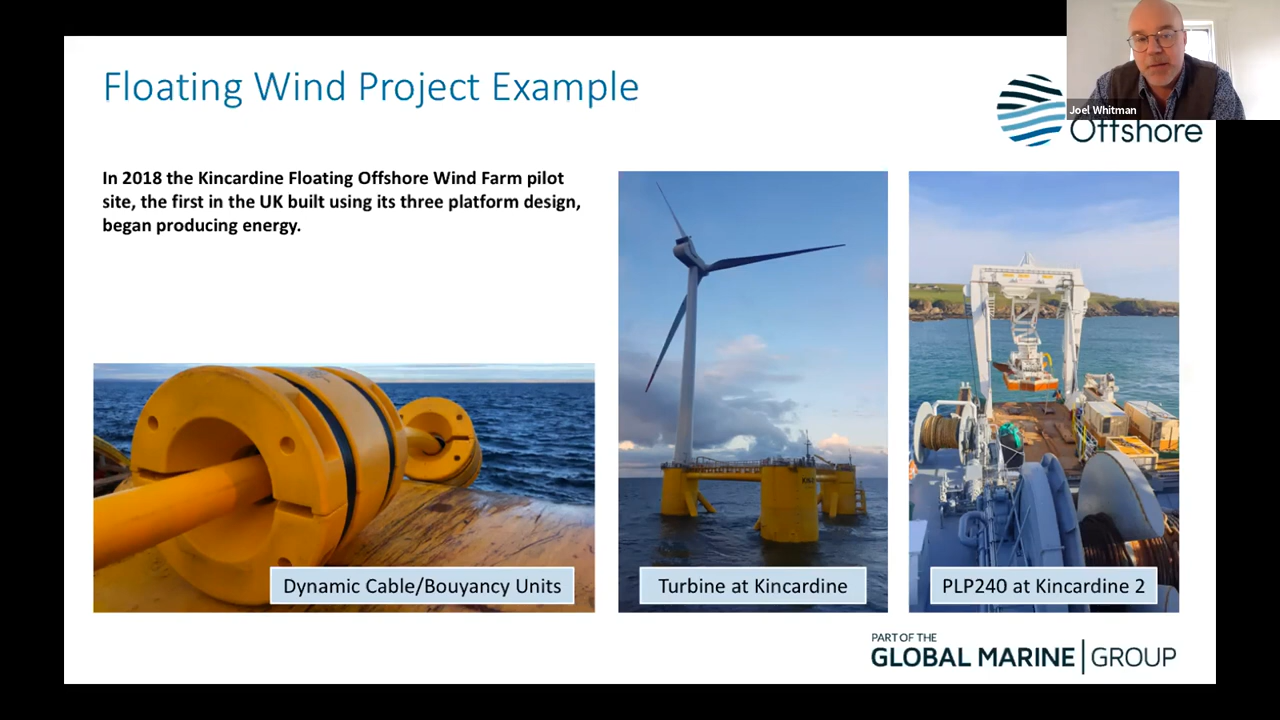 Floating Wind Project Example
Joel Whitman
Offshore
In 2018 the Kincardine Floating Offshore Wind Farm pilot
site, the first in the UK built using its three platform design,
began producing energy.
Dynamic Cable/Bouyancy Units
Turbine at Kincardine
PLP240 at Kincardine 2
PART OF THE
GLOBAL MARINE GROUP